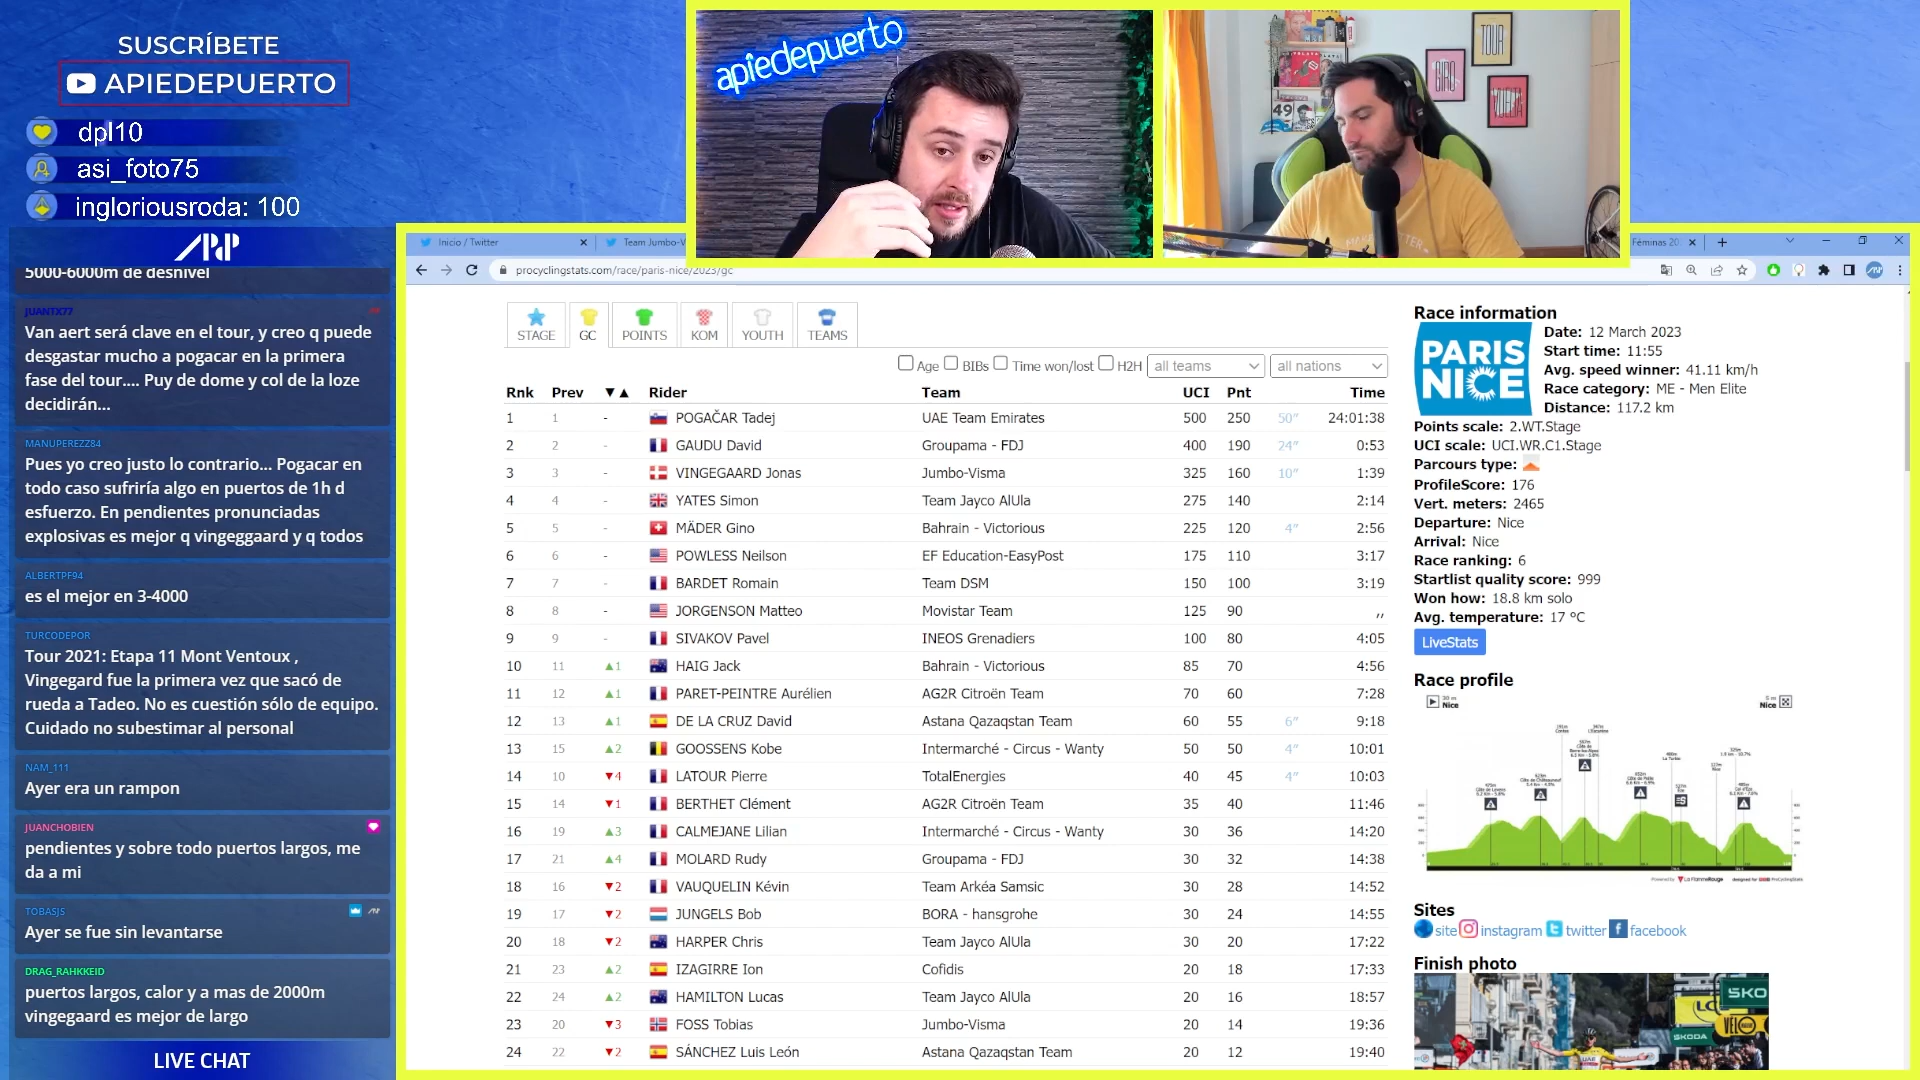 SUSCRÍBETE
APIEDEPUERTO
dpl10
asi_foto75
ingloriousroda: 100
5000-6000m de desnivel
JUANTX77
Van aert será clave en el tour, y creo q puede
desgastar mucho a pogacar en la primera
fase del tour.... Puy de dome y col de la loze
decidirán...
MANUPEREZZ84
Pues yo creo justo lo contrario... Pogacar en
todo caso sufriría algo en puertos de 1h d
esfuerzo. En pendientes pronunciadas
explosivas es mejor q vingeggaard y q todos
ALBERTPF94
es el mejor en 3-4000
TURCODEPOR
Tour 2021: Etapa 11 Mont Ventoux ,
Vingegard fue la primera vez que sacó de
rueda a Tadeo. No es cuestión sólo de equipo.
Cuidado no subestimar al personal
NAM_111
Ayer era un rampon
JUANCHOBIEN
pendientes y sobre todo puertos largos, me
da a mi
TOBASJS
Ayer se fue sin levantarse
DRAG_RAHKKEID
puertos largos, calor y a mas de 2000m
vingegaard es mejor de largo
LIVE CHAT
apiedepuerto
TOUR
GIRO
VUELTA
49
Inicio / Twitter
Team Jumbo-V
Féminas 20
procyclingstats.com/race/paris-nice/2023/gc
STAGE GC POINTS KOM YOUTH TEAMS
Age BIBs Time won/lost H2H all teams all nations
Rnk Prev ▼▲ Rider Team UCI Pnt Time
1 1 - POGAČAR Tadej UAE Team Emirates 500 250 50″ 24:01:38
2 2 - GAUDU David Groupama - FDJ 400 190 24″ 0:53
3 3 - VINGEGAARD Jonas Jumbo-Visma 325 160 10″ 1:39
4 4 - YATES Simon Team Jayco AlUla 275 140 2:14
5 5 - MÄDER Gino Bahrain - Victorious 225 120 4″ 2:56
6 6 - POWLESS Neilson EF Education-EasyPost 175 110 3:17
7 7 - BARDET Romain Team DSM 150 100 3:19
8 8 - JORGENSON Matteo Movistar Team 125 90 ,,
9 9 - SIVAKOV Pavel INEOS Grenadiers 100 80 4:05
10 11 ▲1 HAIG Jack Bahrain - Victorious 85 70 4:56
11 12 ▲1 PARET-PEINTRE Aurélien AG2R Citroën Team 70 60 7:28
12 13 ▲1 DE LA CRUZ David Astana Qazaqstan Team 60 55 6″ 9:18
13 15 ▲2 GOOSSENS Kobe Intermarché - Circus - Wanty 50 50 4″ 10:01
14 10 ▼4 LATOUR Pierre TotalEnergies 40 45 4″ 10:03
15 14 ▼1 BERTHET Clément AG2R Citroën Team 35 40 11:46
16 19 ▲3 CALMEJANE Lilian Intermarché - Circus - Wanty 30 36 14:20
17 21 ▲4 MOLARD Rudy Groupama - FDJ 30 32 14:38
18 16 ▼2 VAUQUELIN Kévin Team Arkéa Samsic 30 28 14:52
19 17 ▼2 JUNGELS Bob BORA - hansgrohe 30 24 14:55
20 18 ▼2 HARPER Chris Team Jayco AlUla 30 20 17:22
21 23 ▲2 IZAGIRRE Ion Cofidis 20 18 17:33
22 24 ▲2 HAMILTON Lucas Team Jayco AlUla 20 16 18:57
23 20 ▼3 FOSS Tobias Jumbo-Visma 20 14 19:36
24 22 ▼2 SÁNCHEZ Luis León Astana Qazaqstan Team 20 12 19:40
Race information
PARIS
NICE
Date: 12 March 2023
Start time: 11:55
Avg. speed winner: 41.11 km/h
Race category: ME - Men Elite
Distance: 117.2 km
Points scale: 2.WT.Stage
UCI scale: UCI.WR.C1.Stage
Parcours type:
ProfileScore: 176
Vert. meters: 2465
Departure: Nice
Arrival: Nice
Race ranking: 6
Startlist quality score: 999
Won how: 18.8 km solo
Avg. temperature: 17 °C
LiveStats
Race profile
Nice
Nice
Sites
site instagram twitter facebook
Finish photo
SKO
SKODA